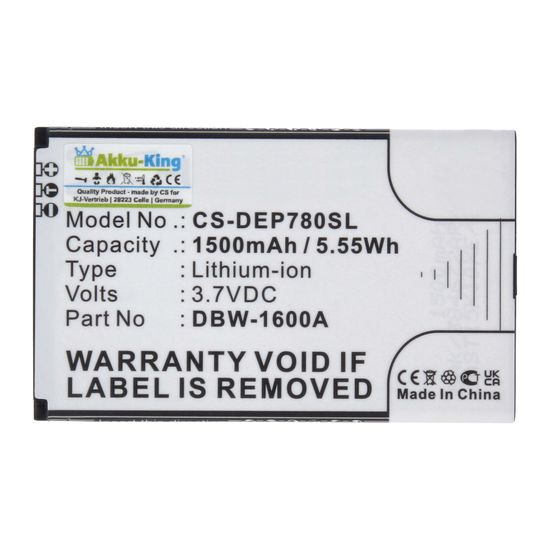 Akku-King®
Quality Product - made by CS for
KJ-Vertrieb | 29223 Celle | Germany
Model No : CS-DEP780SL
Capacity : 1500mAh / 5.55Wh
Type : Lithium-ion
Volts : 3.7VDC
Part No : DBW-1600A
WARRANTY VOID IF
LABEL IS REMOVED
CE UK CA
Made In China